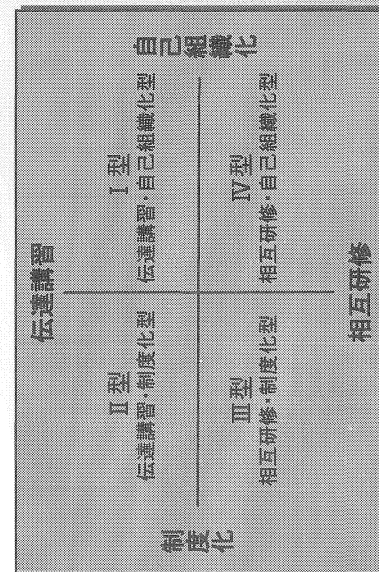 伝達講習
Ⅱ型
伝達講習・制度化型
Ⅰ型
伝達講習・自己組織化型
制度化
自己組織化
Ⅲ型
相互研修・制度化型
Ⅳ型
相互研修・自己組織化型
相互研修